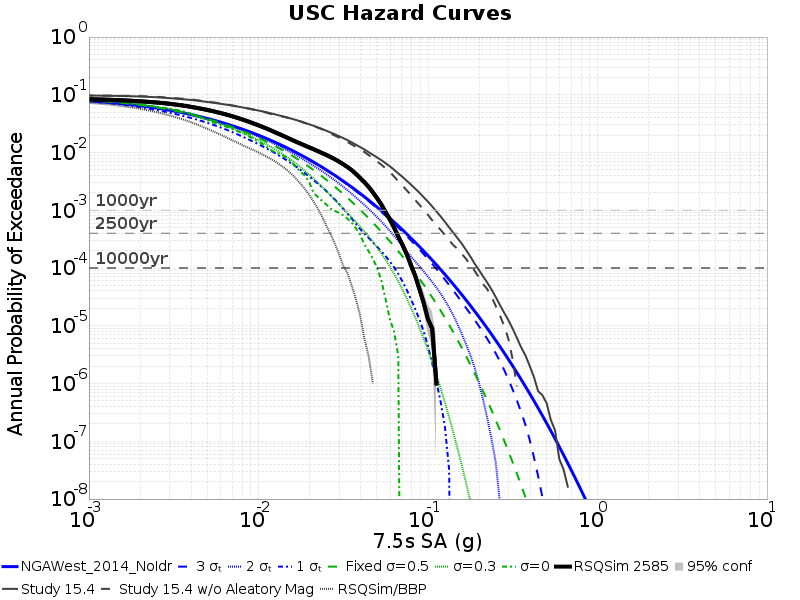 USC Hazard Curves
Annual Probability of Exceedance
10^0
10^-1
10^-2
10^-3
10^-4
10^-5
10^-6
10^-7
10^-8
1000yr
2500yr
10000yr
10^-3 10^-2 10^-1 10^0 10^1
7.5s SA (g)
NGAWest_2014_NoIdr 3 σₜ 2 σₜ 1 σₜ Fixed σ=0.5 σ=0.3 σ=0 RSQSim 2585 95% conf
Study 15.4 Study 15.4 w/o Aleatory Mag RSQSim/BBP